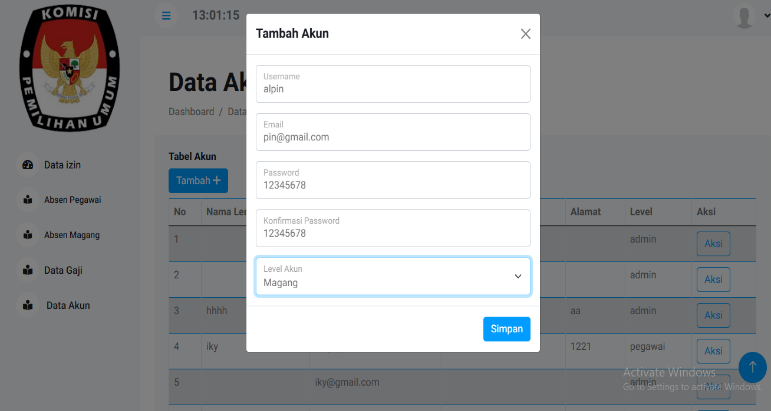 KOMISI
PEMILIHAN UMUM
13:01:15
Data Ak
Dashboard / Data
Data izin
Absen Pegawai
Absen Magang
Data Gaji
Data Akun
Tambah Akun
Username
alpin
Email
pin@gmail.com
Password
12345678
Konfirmasi Password
12345678
Level Akun
Magang
Simpan
Tabel Akun
Tambah +
No Nama Le Alamat Level Aksi
1 admin Aksi
2 admin Aksi
3 hhhh aa admin Aksi
4 iky 1221 pegawai Aksi
5 iky@gmail.com admin Aksi
Activate Windows
Go to Settings to activate Windows.